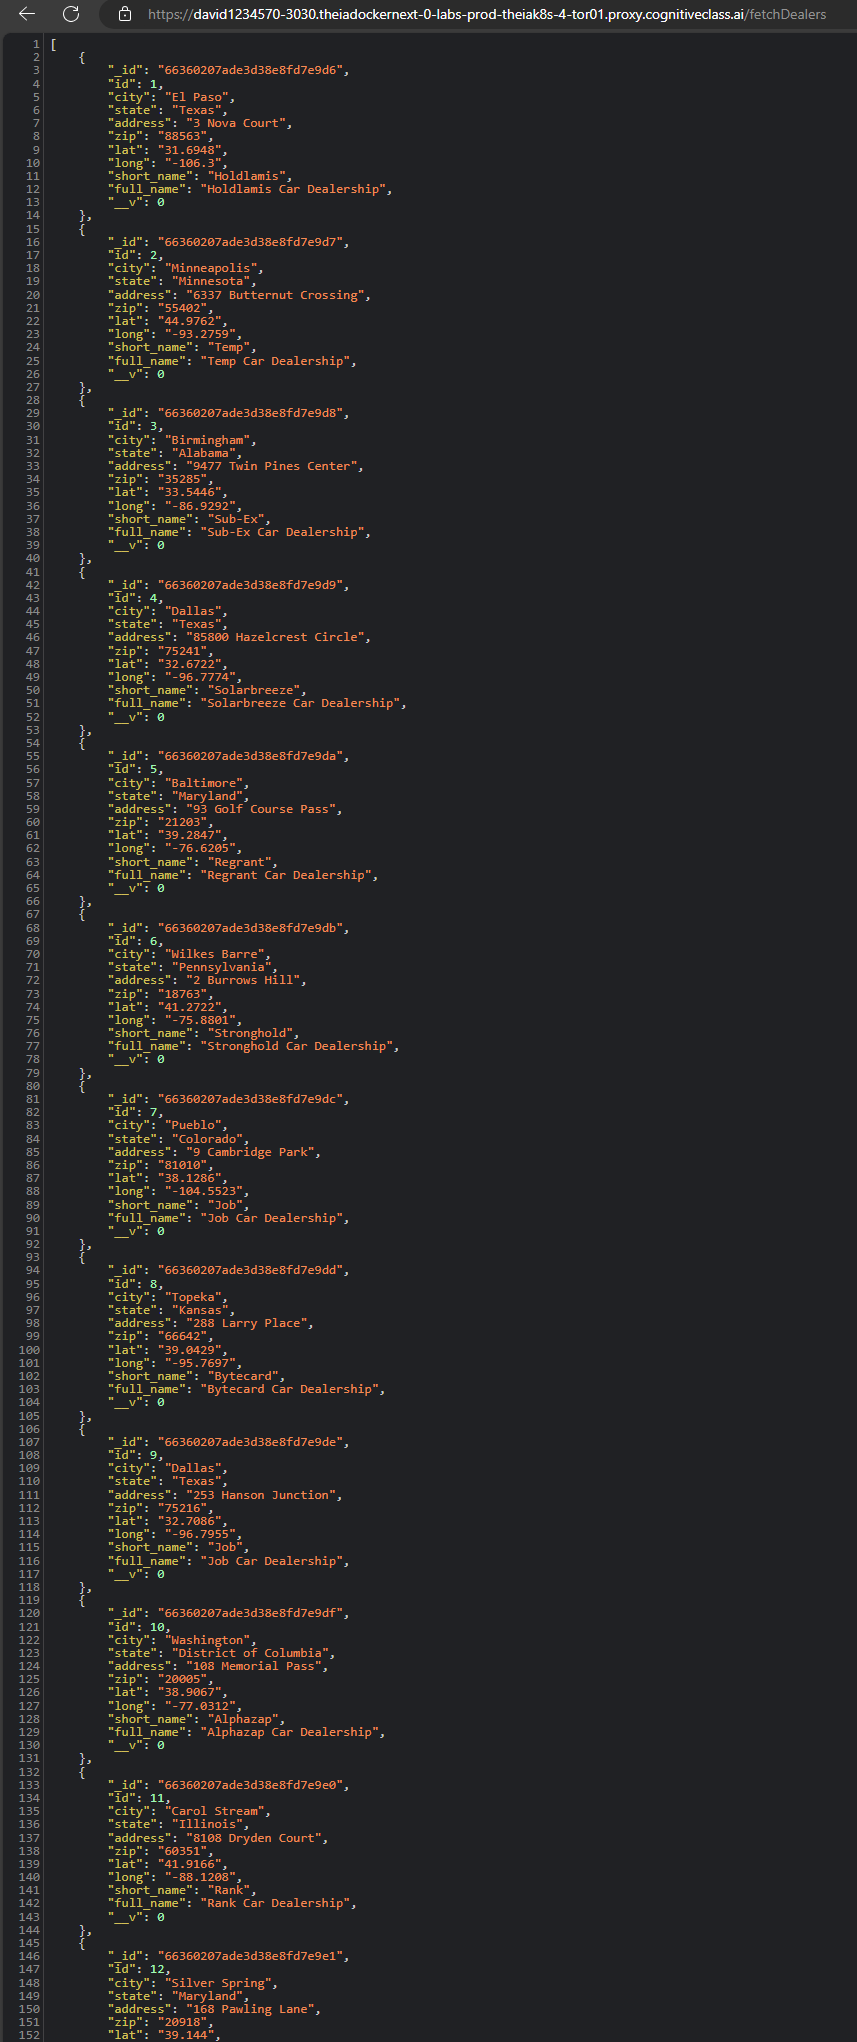 https://david1234570-3030.theiadockernext-0-labs-prod-theiak8s-4-tor01.proxy.cognitiveclass.ai/fetchDealers
1 [
2 {
3 "_id": "66360207ade3d38e8fd7e9d6",
4 "id": 1,
5 "city": "El Paso",
6 "state": "Texas",
7 "address": "3 Nova Court",
8 "zip": "88563",
9 "lat": "31.6948",
10 "long": "-106.3",
11 "short_name": "Holdlamis",
12 "full_name": "Holdlamis Car Dealership",
13 "__v": 0
14 },
15 {
16 "_id": "66360207ade3d38e8fd7e9d7",
17 "id": 2,
18 "city": "Minneapolis",
19 "state": "Minnesota",
20 "address": "6337 Butternut Crossing",
21 "zip": "55402",
22 "lat": "44.9762",
23 "long": "-93.2759",
24 "short_name": "Temp",
25 "full_name": "Temp Car Dealership",
26 "__v": 0
27 },
28 {
29 "_id": "66360207ade3d38e8fd7e9d8",
30 "id": 3,
31 "city": "Birmingham",
32 "state": "Alabama",
33 "address": "9477 Twin Pines Center",
34 "zip": "35285",
35 "lat": "33.5446",
36 "long": "-86.9292",
37 "short_name": "Sub-Ex",
38 "full_name": "Sub-Ex Car Dealership",
39 "__v": 0
40 },
41 {
42 "_id": "66360207ade3d38e8fd7e9d9",
43 "id": 4,
44 "city": "Dallas",
45 "state": "Texas",
46 "address": "85800 Hazelcrest Circle",
47 "zip": "75241",
48 "lat": "32.6722",
49 "long": "-96.7774",
50 "short_name": "Solarbreeze",
51 "full_name": "Solarbreeze Car Dealership",
52 "__v": 0
53 },
54 {
55 "_id": "66360207ade3d38e8fd7e9da",
56 "id": 5,
57 "city": "Baltimore",
58 "state": "Maryland",
59 "address": "93 Golf Course Pass",
60 "zip": "21203",
61 "lat": "39.2847",
62 "long": "-76.6205",
63 "short_name": "Regrant",
64 "full_name": "Regrant Car Dealership",
65 "__v": 0
66 },
67 {
68 "_id": "66360207ade3d38e8fd7e9db",
69 "id": 6,
70 "city": "Wilkes Barre",
71 "state": "Pennsylvania",
72 "address": "2 Burrows Hill",
73 "zip": "18763",
74 "lat": "41.2722",
75 "long": "-75.8801",
76 "short_name": "Stronghold",
77 "full_name": "Stronghold Car Dealership",
78 "__v": 0
79 },
80 {
81 "_id": "66360207ade3d38e8fd7e9dc",
82 "id": 7,
83 "city": "Pueblo",
84 "state": "Colorado",
85 "address": "9 Cambridge Park",
86 "zip": "81010",
87 "lat": "38.1286",
88 "long": "-104.5523",
89 "short_name": "Job",
90 "full_name": "Job Car Dealership",
91 "__v": 0
92 },
93 {
94 "_id": "66360207ade3d38e8fd7e9dd",
95 "id": 8,
96 "city": "Topeka",
97 "state": "Kansas",
98 "address": "288 Larry Place",
99 "zip": "66642",
100 "lat": "39.0429",
101 "long": "-95.7697",
102 "short_name": "Bytecard",
103 "full_name": "Bytecard Car Dealership",
104 "__v": 0
105 },
106 {
107 "_id": "66360207ade3d38e8fd7e9de",
108 "id": 9,
109 "city": "Dallas",
110 "state": "Texas",
111 "address": "253 Hanson Junction",
112 "zip": "75216",
113 "lat": "32.7086",
114 "long": "-96.7955",
115 "short_name": "Job",
116 "full_name": "Job Car Dealership",
117 "__v": 0
118 },
119 {
120 "_id": "66360207ade3d38e8fd7e9df",
121 "id": 10,
122 "city": "Washington",
123 "state": "District of Columbia",
124 "address": "108 Memorial Pass",
125 "zip": "20005",
126 "lat": "38.9067",
127 "long": "-77.0312",
128 "short_name": "Alphazap",
129 "full_name": "Alphazap Car Dealership",
130 "__v": 0
131 },
132 {
133 "_id": "66360207ade3d38e8fd7e9e0",
134 "id": 11,
135 "city": "Carol Stream",
136 "state": "Illinois",
137 "address": "8108 Dryden Court",
138 "zip": "60351",
139 "lat": "41.9166",
140 "long": "-88.1208",
141 "short_name": "Rank",
142 "full_name": "Rank Car Dealership",
143 "__v": 0
144 },
145 {
146 "_id": "66360207ade3d38e8fd7e9e1",
147 "id": 12,
148 "city": "Silver Spring",
149 "state": "Maryland",
150 "address": "168 Pawling Lane",
151 "zip": "20918",
152 "lat": "39.144",